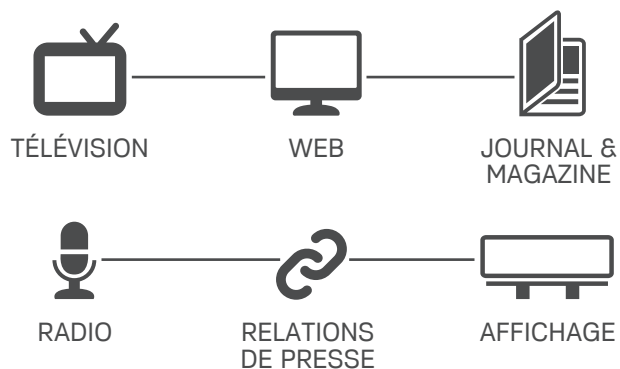 TÉLÉVISION
WEB
JOURNAL &
MAGAZINE
RADIO
RELATIONS
DE PRESSE
AFFICHAGE